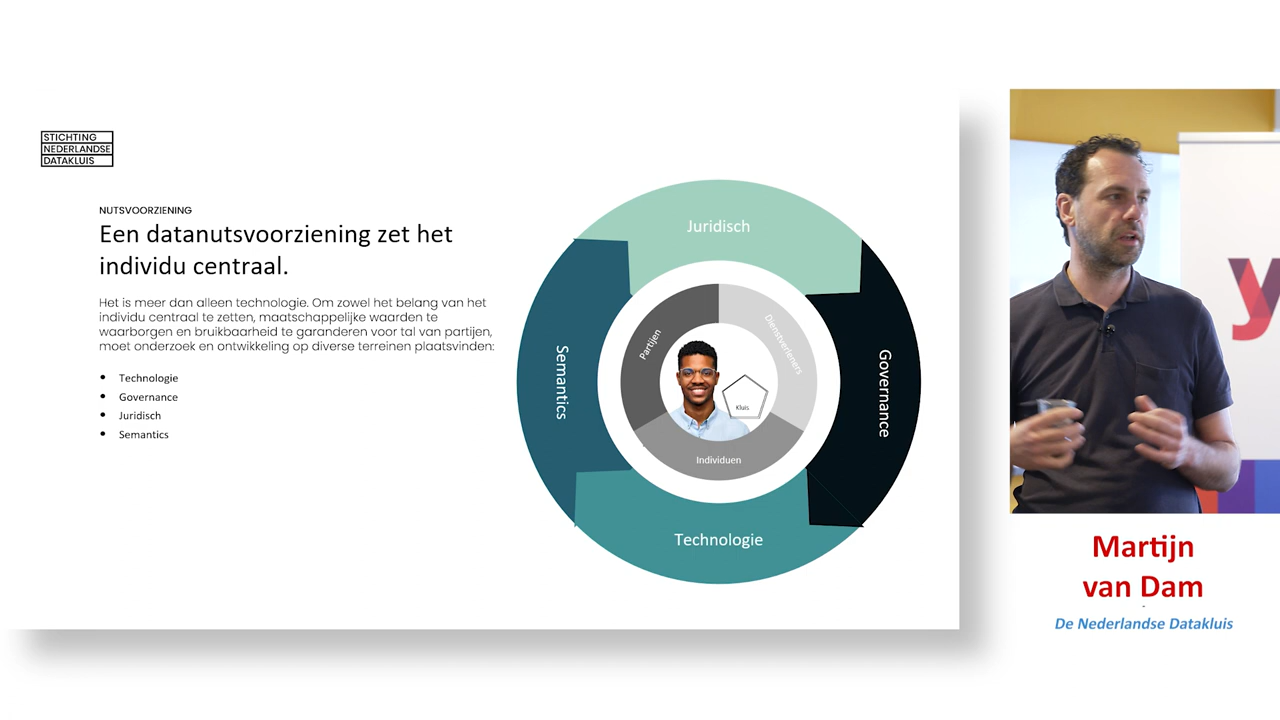 STICHTING
NEDERLANDSE
DATAKLUIS
NUTSVOORZIENING
Een datanutsvoorziening zet het
individu centraal.
Het is meer dan alleen technologie. Om zowel het belang van het
individu centraal te zetten, maatschappelijke waarden te
waarborgen en bruikbaarheid te garanderen voor tal van partijen,
moet onderzoek en ontwikkeling op diverse terreinen plaatsvinden:
• Technologie
• Governance
• Juridisch
• Semantics
Juridisch
Semantics
Governance
Technologie
Partijen
Dienstverleners
Individuen
Kluis
y
Martijn
van Dam
De Nederlandse Datakluis